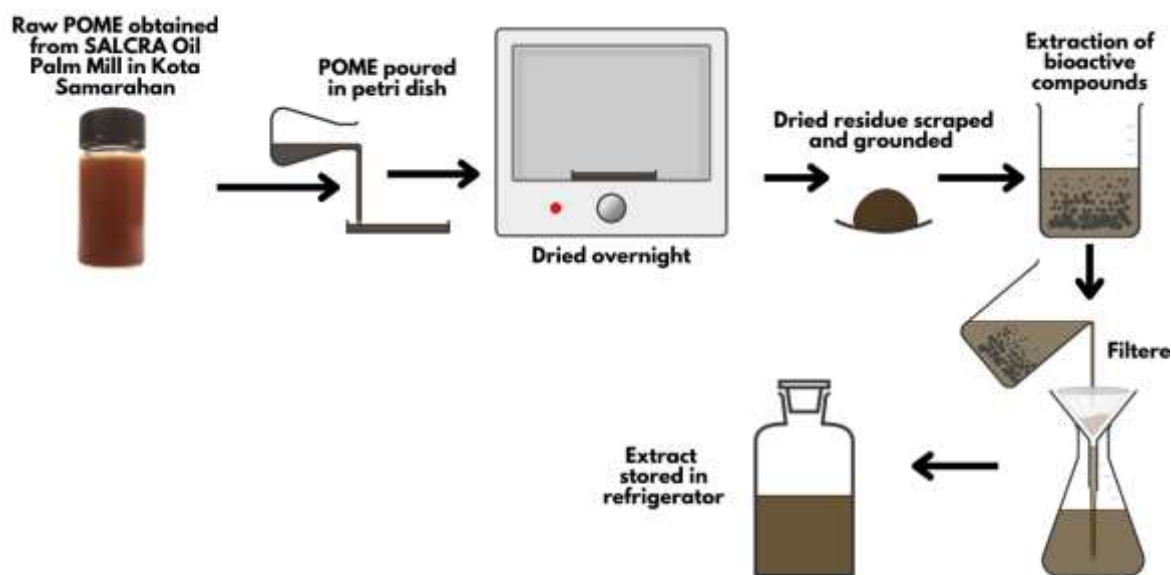 Raw POME obtained
from SALCRA Oil
Palm Mill in Kota
Samarahan
POME poured
in petri dish
Dried overnight
Dried residue scraped
and grounded
Extraction of
bioactive
compounds
Filtere
Extract
stored in
refrigerator